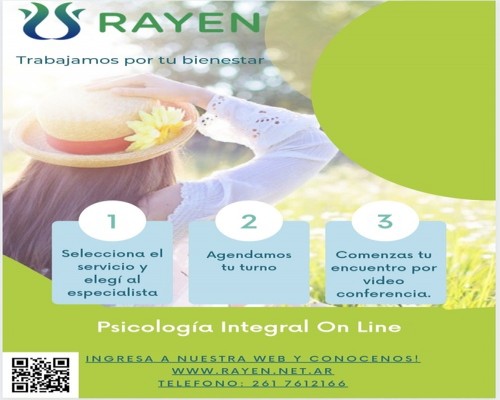 RAYEN
Trabajamos por tu bienestar
1
Selecciona el
servicio y
elegí al
especialista
2
Agendamos
tu turno
3
Comenzas tu
encuentro por
video
conferencia.
Psicología Integral On Line
INGRESA A NUESTRA WEB Y CONOCENOS!
WWW.RAYEN.NET.AR
TELEFONO: 261 7612166